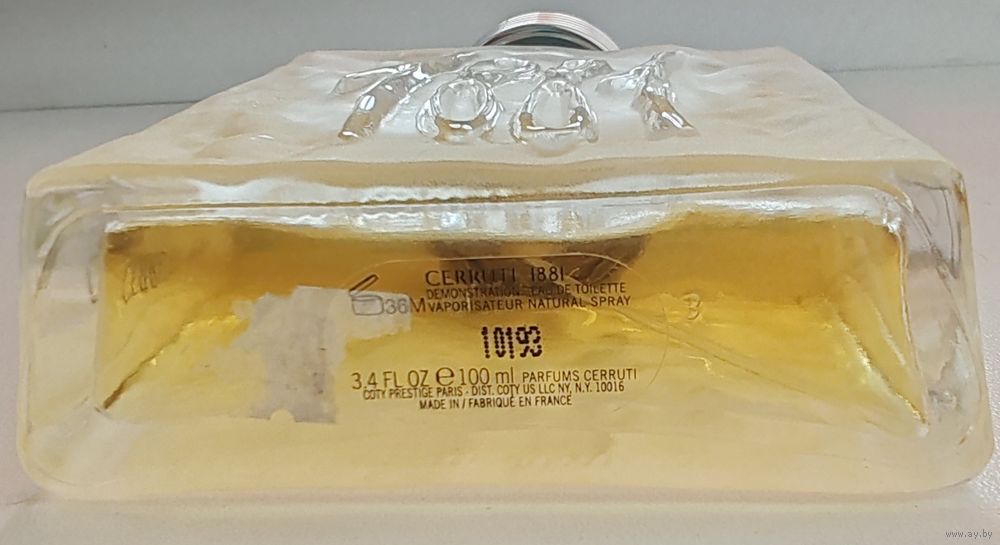 1881
CERRUTI 1881
DEMONSTRATION EAU DE TOILETTE
36M VAPORISATEUR NATURAL SPRAY
B
10193
3.4 FL OZ e 100 ml PARFUMS CERRUTI
COTY PRESTIGE PARIS - DIST. COTY US LLC NY, N.Y. 10016
MADE IN / FABRIQUÉ EN FRANCE
www.ay.by